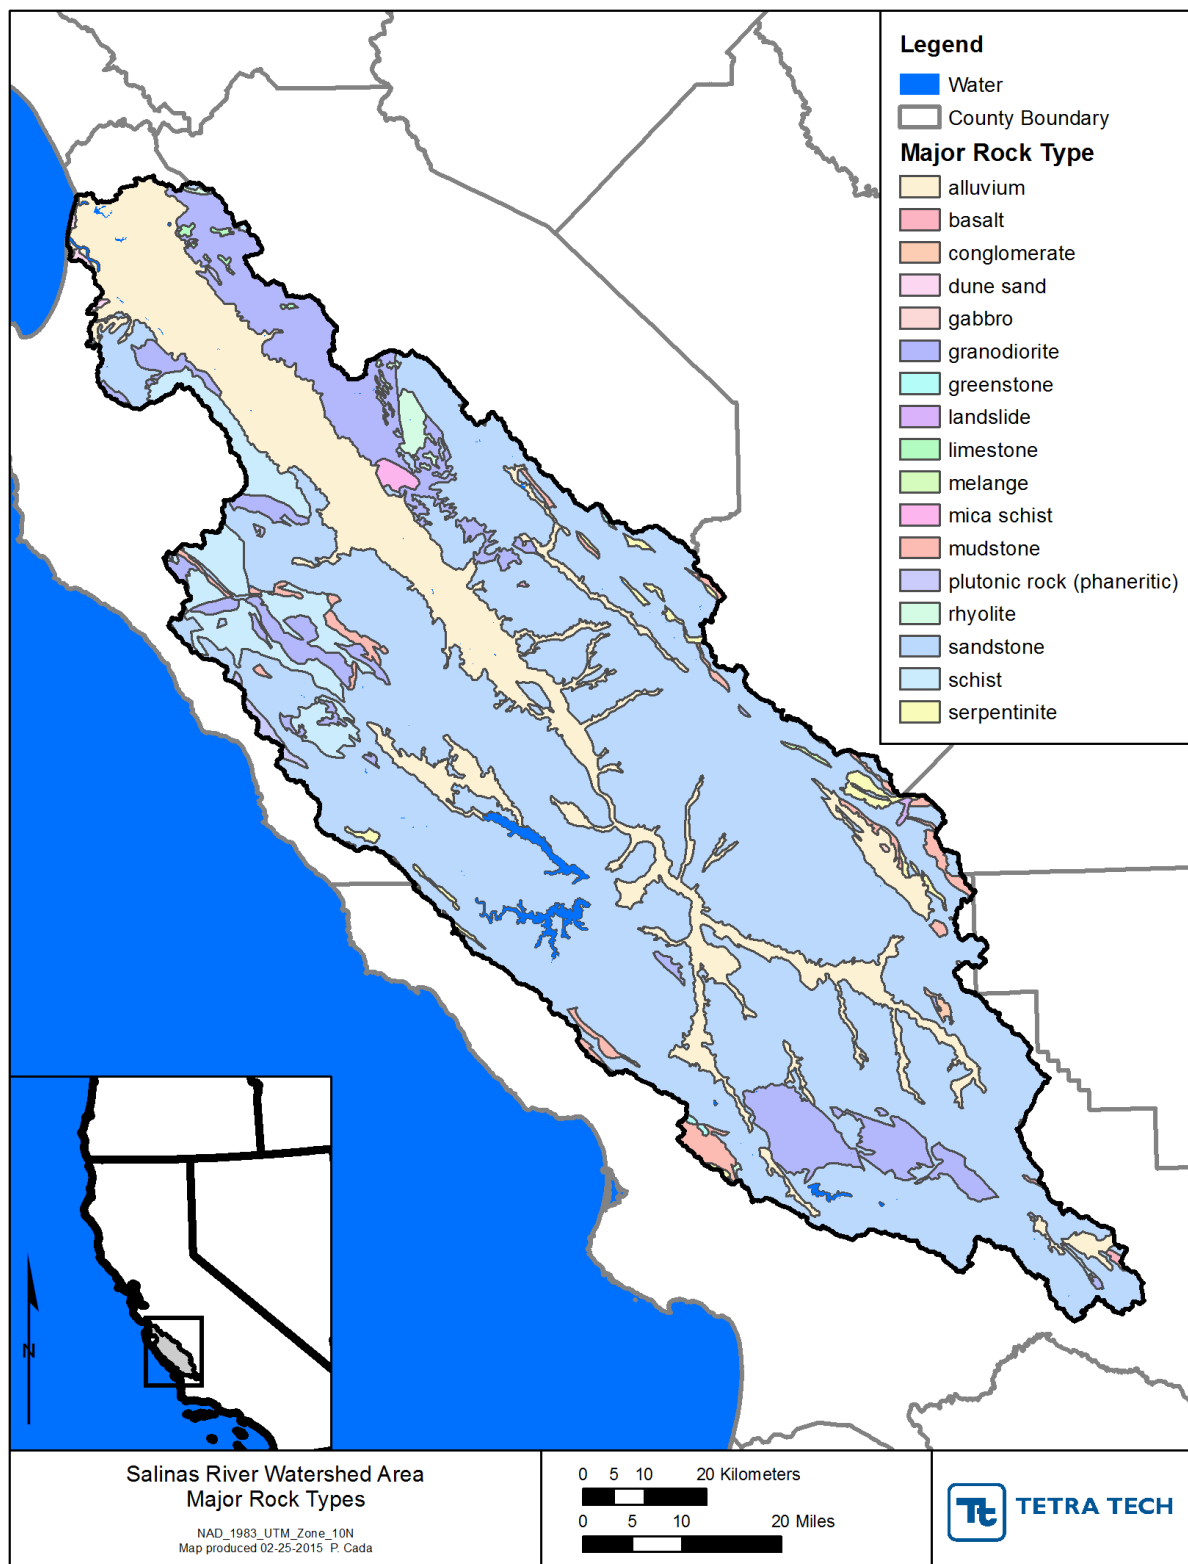 Legend
Water
County Boundary
Major Rock Type
alluvium
basalt
conglomerate
dune sand
gabbro
granodiorite
greenstone
landslide
limestone
melange
mica schist
mudstone
plutonic rock (phaneritic)
rhyolite
sandstone
schist
serpentinite
N
Salinas River Watershed Area
Major Rock Types
NAD_1983_UTM_Zone_10N
Map produced 02-25-2015 P. Cada
0 5 10 20 Kilometers
0 5 10 20 Miles
Tt TETRA TECH